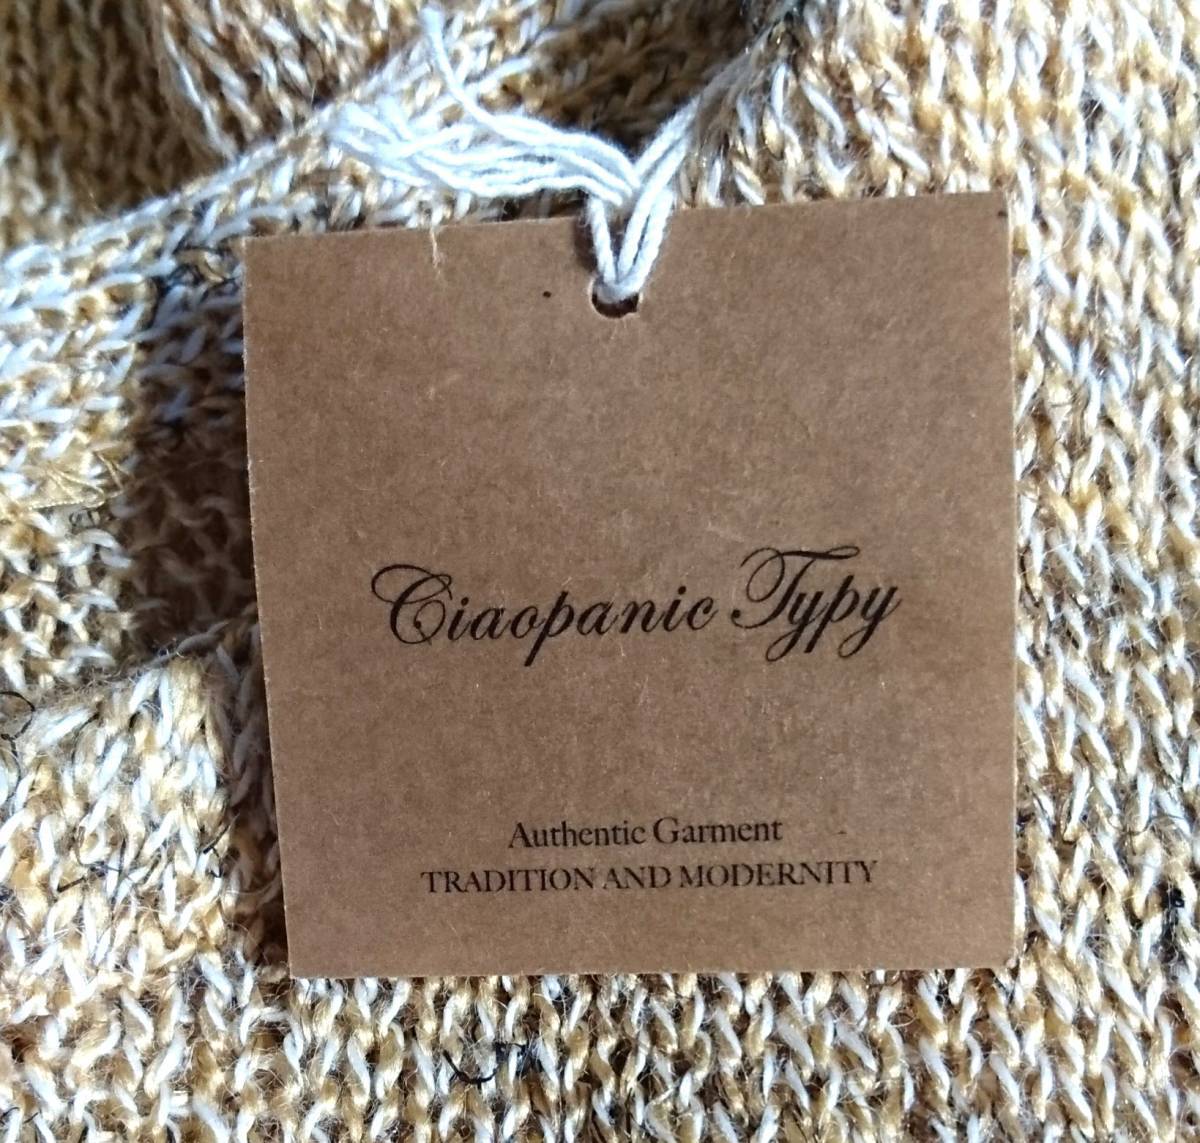 Ciaopanic Typy
Authentic Garment
TRADITION AND MODERNITY